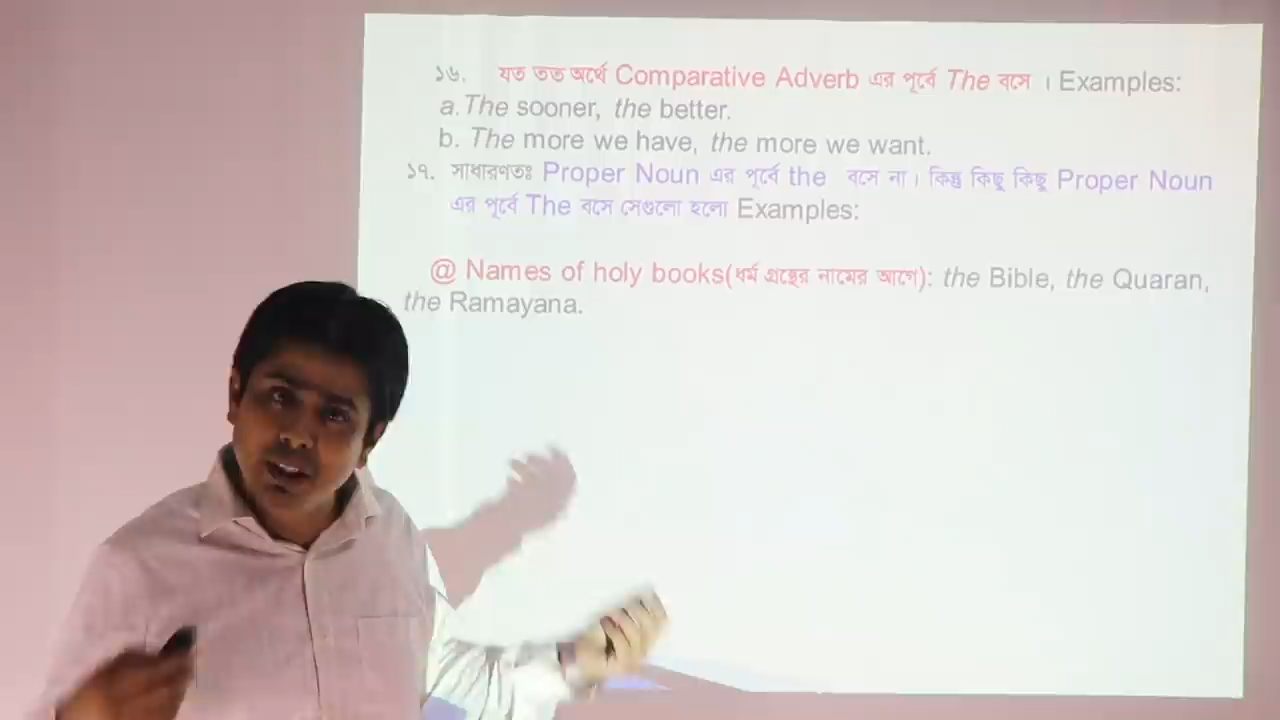 ১৬. যত তত অর্থে Comparative Adverb এর পূর্বে The বসে । Examples:
a. The sooner, the better.
b. The more we have, the more we want.
১৭. সাধারণতঃ Proper Noun এর পূর্বে the বসে না। কিন্তু কিছু কিছু Proper Noun
এর পূর্বে The বসে সেগুলো হলো Examples:
@ Names of holy books(ধর্ম গ্রন্থের নামের আগে): the Bible, the Quaran,
the Ramayana.